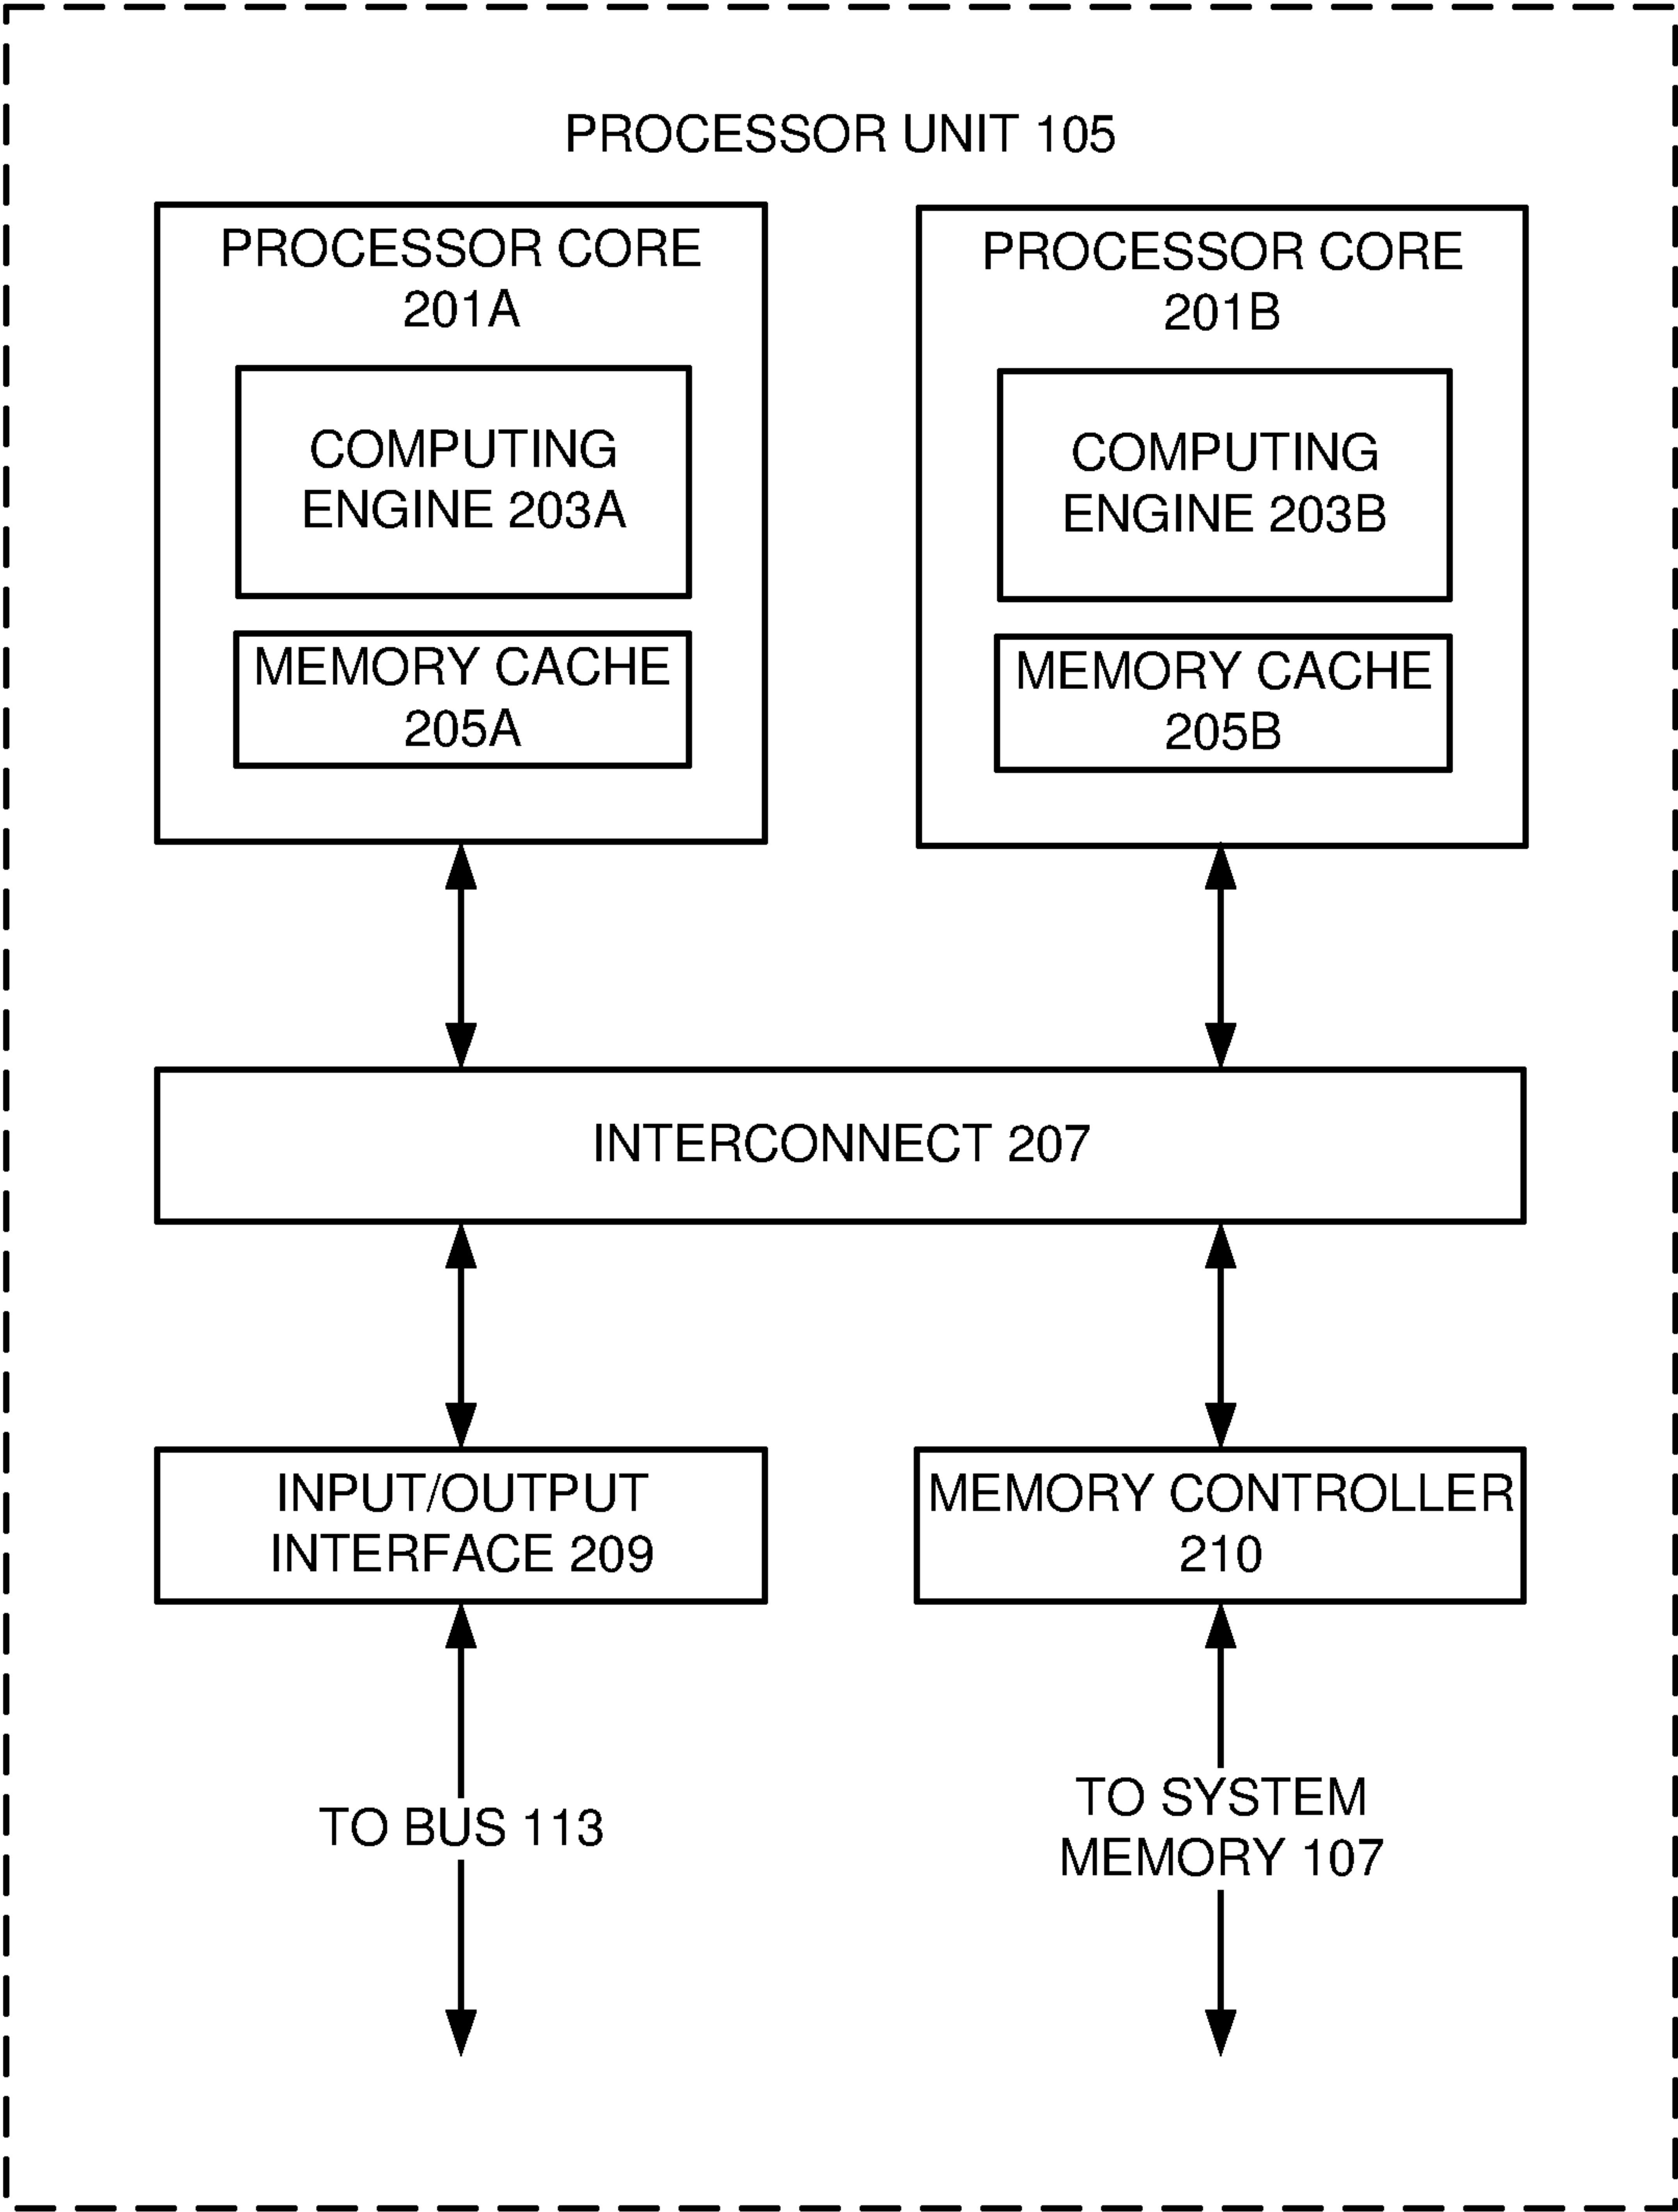 PROCESSOR UNIT 105
PROCESSOR CORE
201A
COMPUTING
ENGINE 203A
MEMORY CACHE
205A
PROCESSOR CORE
201B
COMPUTING
ENGINE 203B
MEMORY CACHE
205B
INTERCONNECT 207
INPUT/OUTPUT
INTERFACE 209
MEMORY CONTROLLER
210
TO BUS 113
TO SYSTEM
MEMORY 107